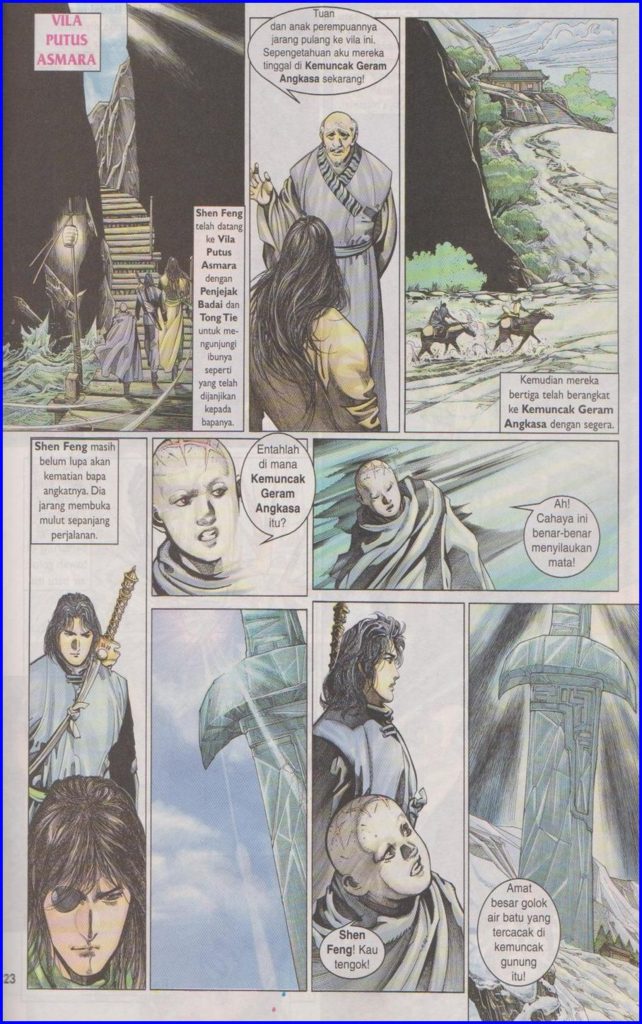 VILA
PUTUS
ASMARA
Tuan
dan anak perempuannya
jarang pulang ke vila ini.
Sepengetahuan aku mereka
tinggal di Kemuncak Geram
Angkasa sekarang!
Shen Feng
telah datang
ke Vila
Putus
Asmara
dengan
Penjejak
Badai dan
Tong Tie
untuk me-
ngunjungi
ibunya
seperti
yang telah
dijanjikan
kepada
bapanya.
Kemudian mereka
bertiga telah berangkat
ke Kemuncak Geram
Angkasa dengan segera.
Shen Feng masih
belum lupa akan
kematian bapa
angkatnya. Dia
jarang membuka
mulut sepanjang
perjalanan.
Entahlah
di mana
Kemuncak
Geram
Angkasa
itu?
Ah!
Cahaya ini
benar-benar
menyilaukan
mata!
Shen
Feng! Kau
tengok!
Amat
besar golok
air batu yang
tercacak di
kemuncak
gunung
itu!
23